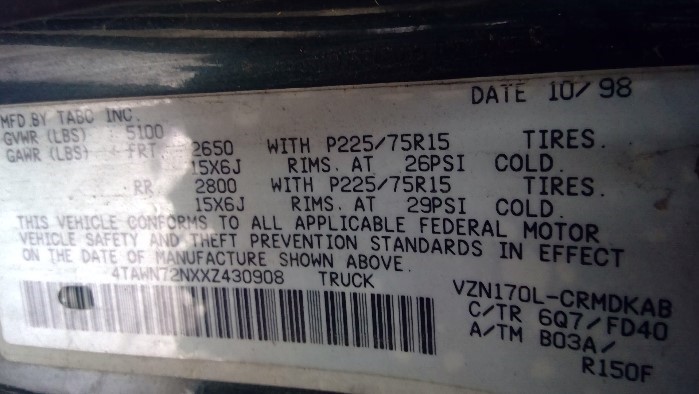 DATE 10/98
MFD.BY TABC INC.
GVWR (LBS) 5100
GAWR (LBS) FRT. 2650 WITH P225/75R15 TIRES.
15X6J RIMS. AT 26PSI COLD.
RR 2800 WITH P225/75R15 TIRES.
15X6J RIMS. AT 29PSI COLD.
THIS VEHICLE CONFORMS TO ALL APPLICABLE FEDERAL MOTOR
VEHICLE SAFETY AND THEFT PREVENTION STANDARDS IN EFFECT
ON THE DATE OF MANUFACTURE SHOWN ABOVE.
4TAWN72NXXZ430908 TRUCK
VZN170L-CRMDKAB
C/TR 6Q7/FD40
A/TM B03A/
R150F